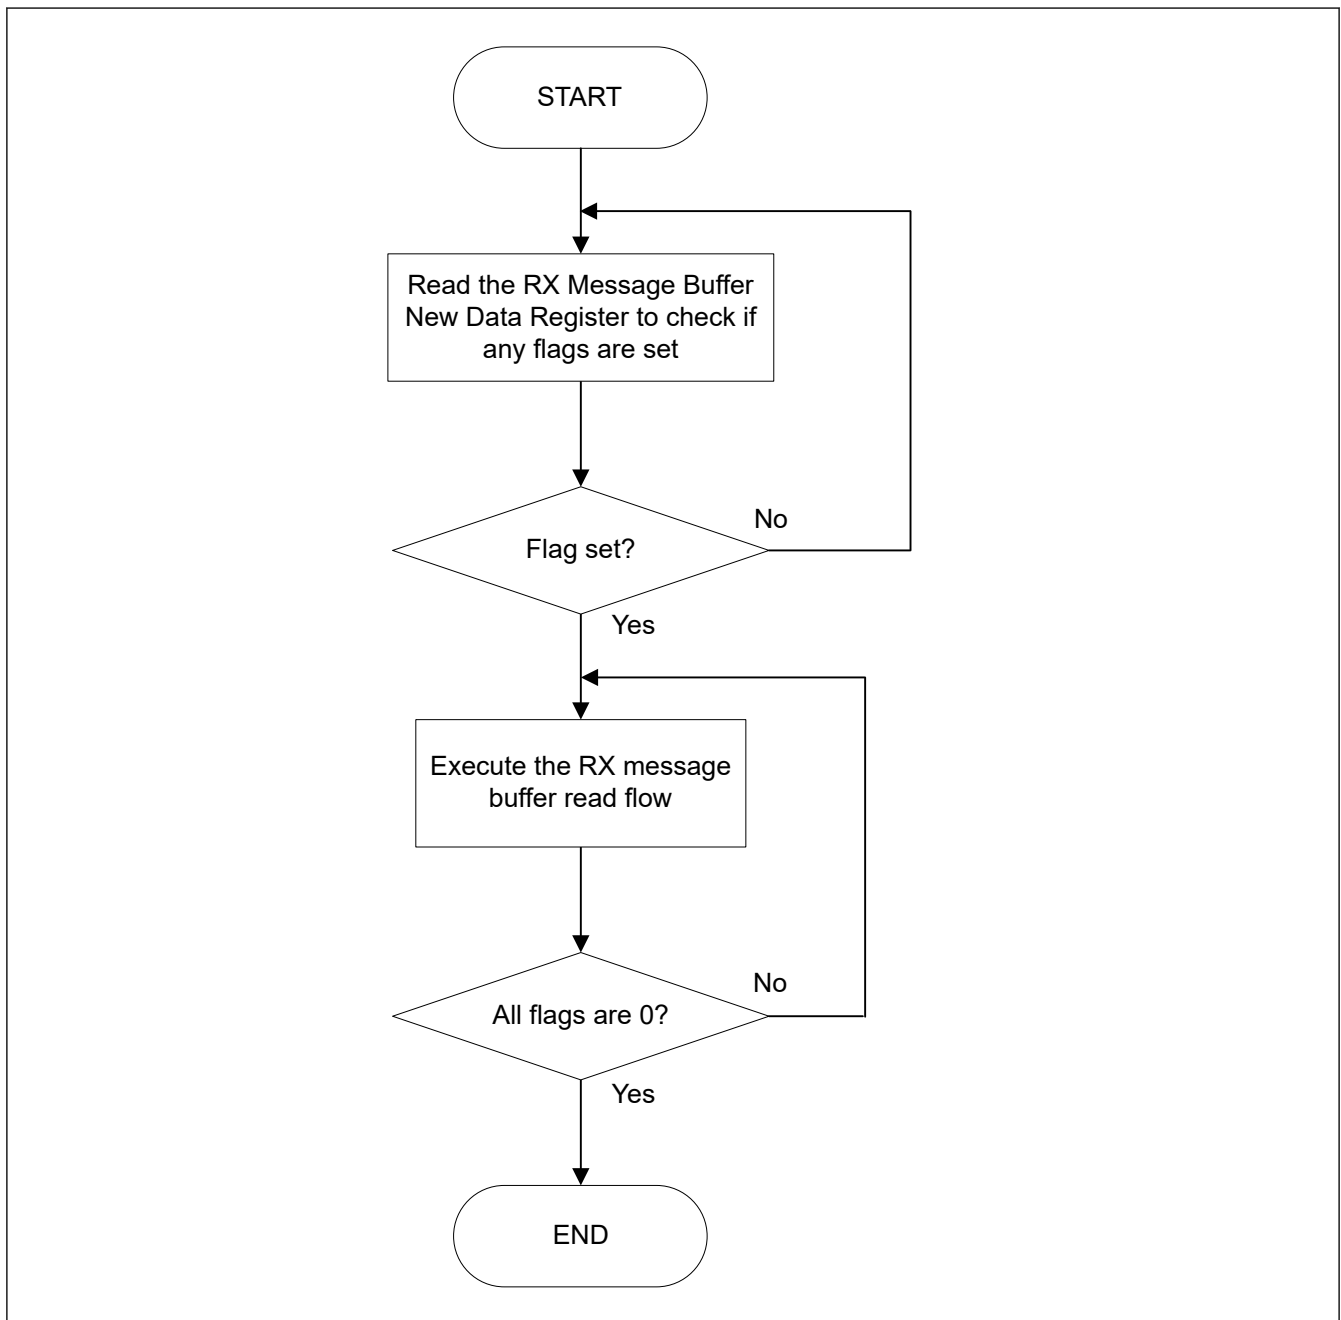 START
Read the RX Message Buffer
New Data Register to check if
any flags are set
No
Flag set?
Yes
Execute the RX message
buffer read flow
No
All flags are 0?
Yes
END